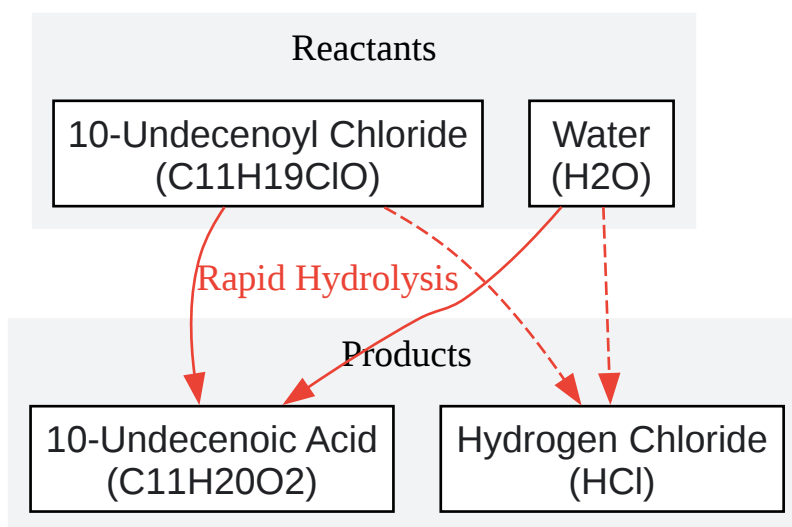 Reactants
10-Undecenoyl Chloride
(C11H19ClO)
Water
(H2O)
Rapid Hydrolysis
Products
10-Undecenoic Acid
(C11H20O2)
Hydrogen Chloride
(HCl)